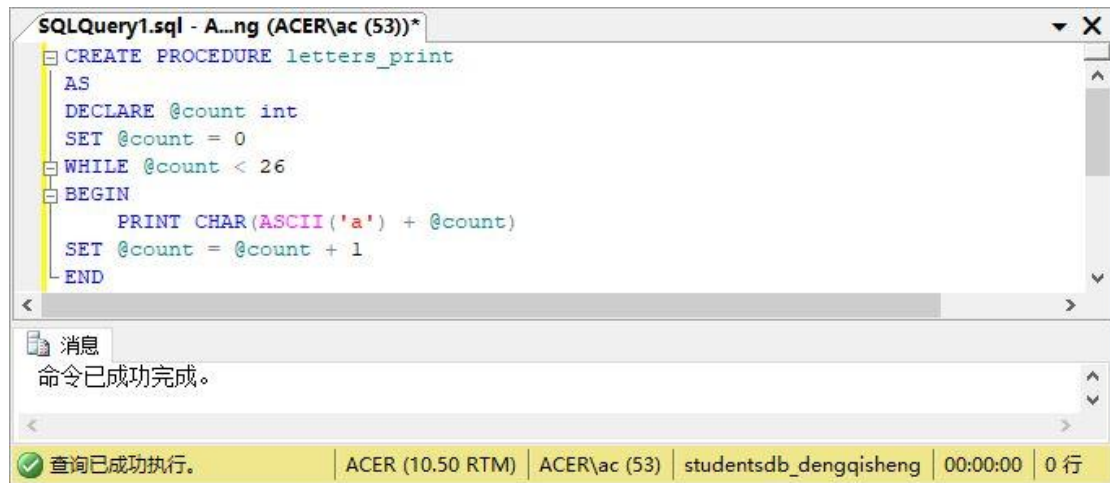 SQLQuery1.sql - A...ng (ACER\ac (53))*
CREATE PROCEDURE letters_print
AS
DECLARE @count int
SET @count = 0
WHILE @count < 26
BEGIN
PRINT CHAR(ASCII('a') + @count)
SET @count = @count + 1
END
消息
命令已成功完成。
查询已成功执行。 ACER (10.50 RTM) ACER\ac (53) studentsdb_dengqisheng 00:00:00 0 行